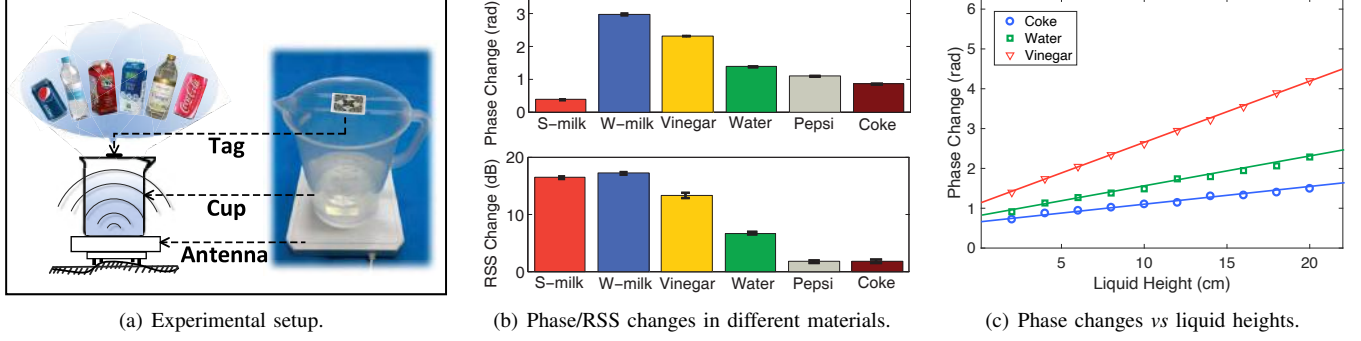 Coca-Cola
Tag
Cup
Antenna
(a) Experimental setup.
Phase Change (rad)
3
2
1
0
S-milk W-milk Vinegar Water Pepsi Coke
RSS Change (dB)
20
10
0
S-milk W-milk Vinegar Water Pepsi Coke
(b) Phase/RSS changes in different materials.
Phase Change (rad)
6
5
4
3
2
1
0
Coke
Water
Vinegar
5 10 15 20
Liquid Height (cm)
(c) Phase changes vs liquid heights.